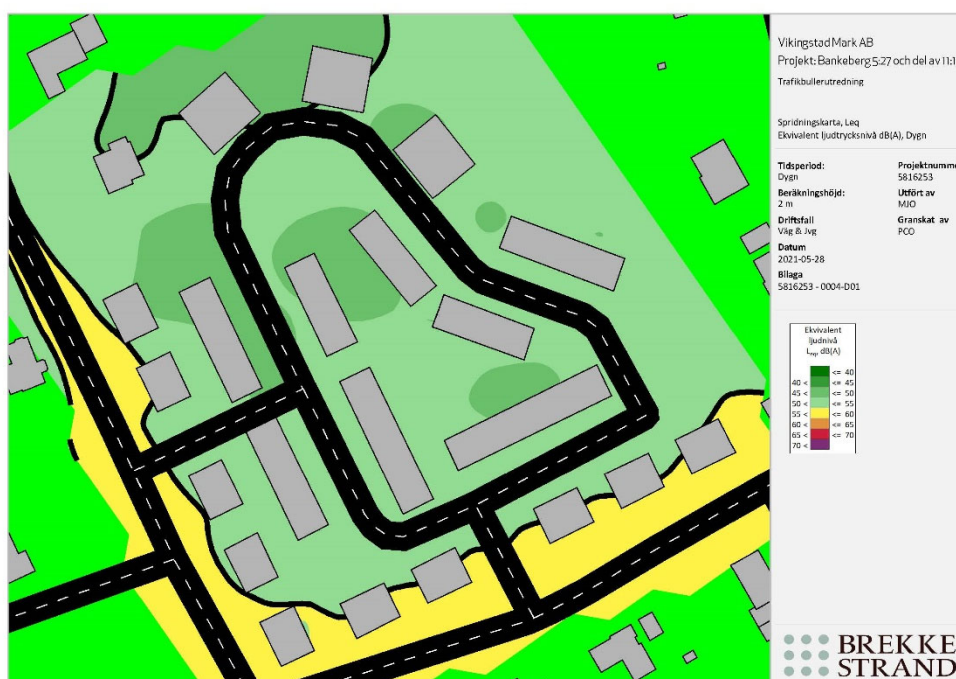 Vikingstad Mark AB
Projekt: Bankeberg 5:27 och del av 11:1
Trafikbullerutredning
Spridningskarta, Leq
Ekvivalent ljudtrycksnivå dB(A), Dygn
Tidsperiod: Projektnumme
Dygn 5816253
Beräkningshöjd: Utfört av
2 m MJO
Driftsfall Granskat av
Väg & Jvg PCO
Datum
2021-05-28
Bilaga
5816253 - 0004-D01
Ekvivalent
ljudnivå
Leq, dB(A)
<= 40
40 < <= 45
45 < <= 50
50 < <= 55
55 < <= 60
60 < <= 65
65 < <= 70
70 <
BREKKE
STRAND